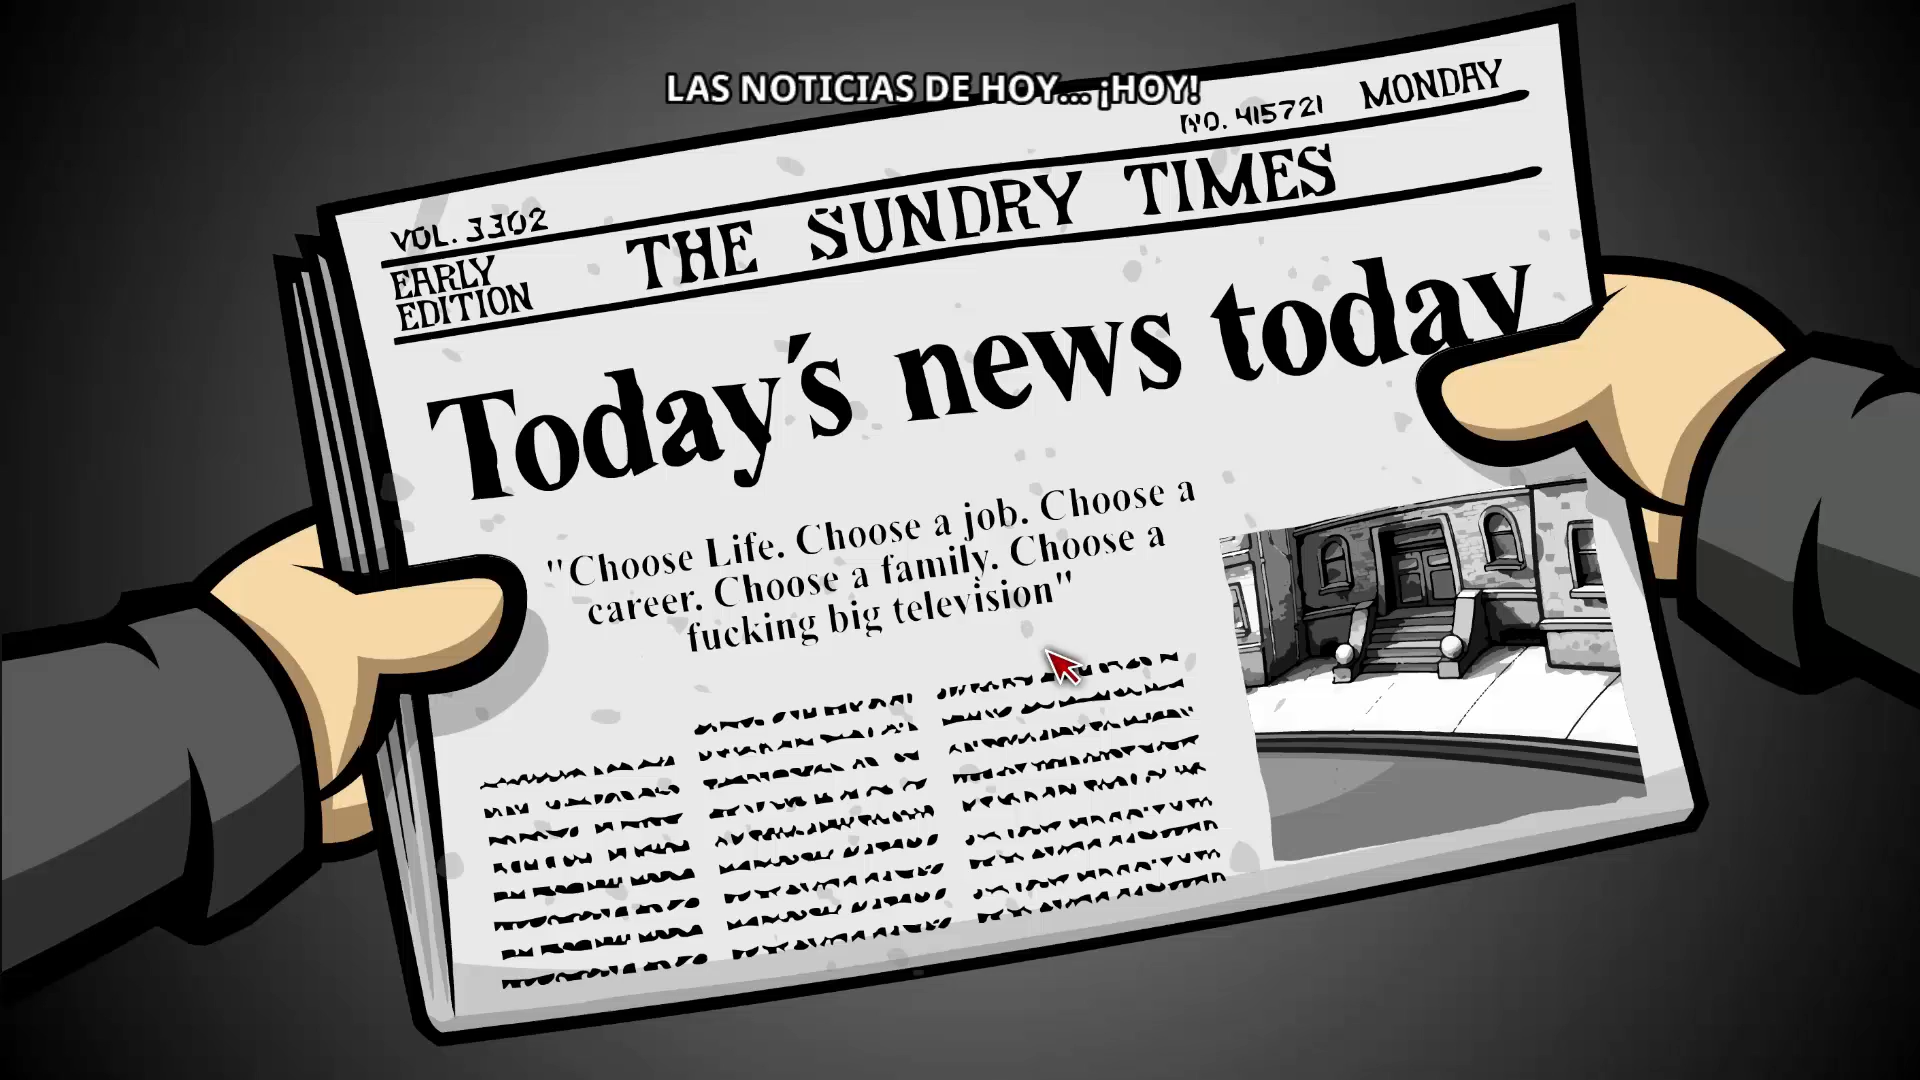 LAS NOTICIAS DE HOY... ¡HOY!
NO. 415721 MONDAY
VOL. 3302
THE SUNDRY TIMES
EARLY
EDITION
Today's news today
"Choose Life. Choose a job. Choose a
career. Choose a family. Choose a
fucking big television"